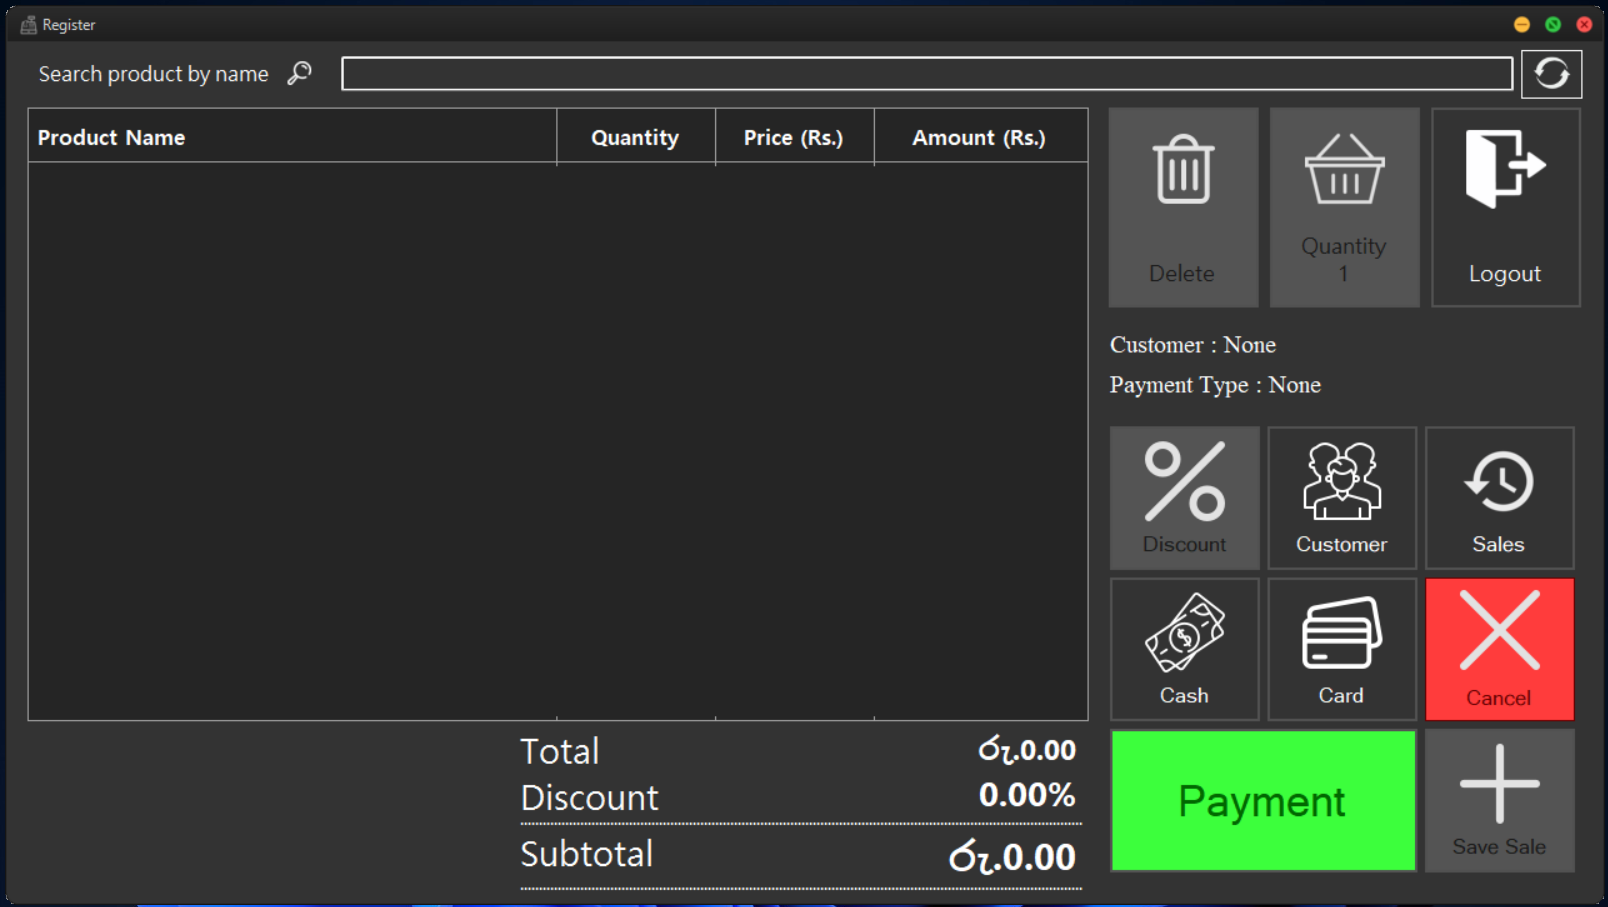 Register
Search product by name
Product Name Quantity Price (Rs.) Amount (Rs.)
Delete
Quantity
1
Logout
Customer : None
Payment Type : None
Discount
Customer
Sales
Cash
Card
Cancel
Total රු.0.00
Discount 0.00%
Subtotal රු.0.00
Payment
Save Sale